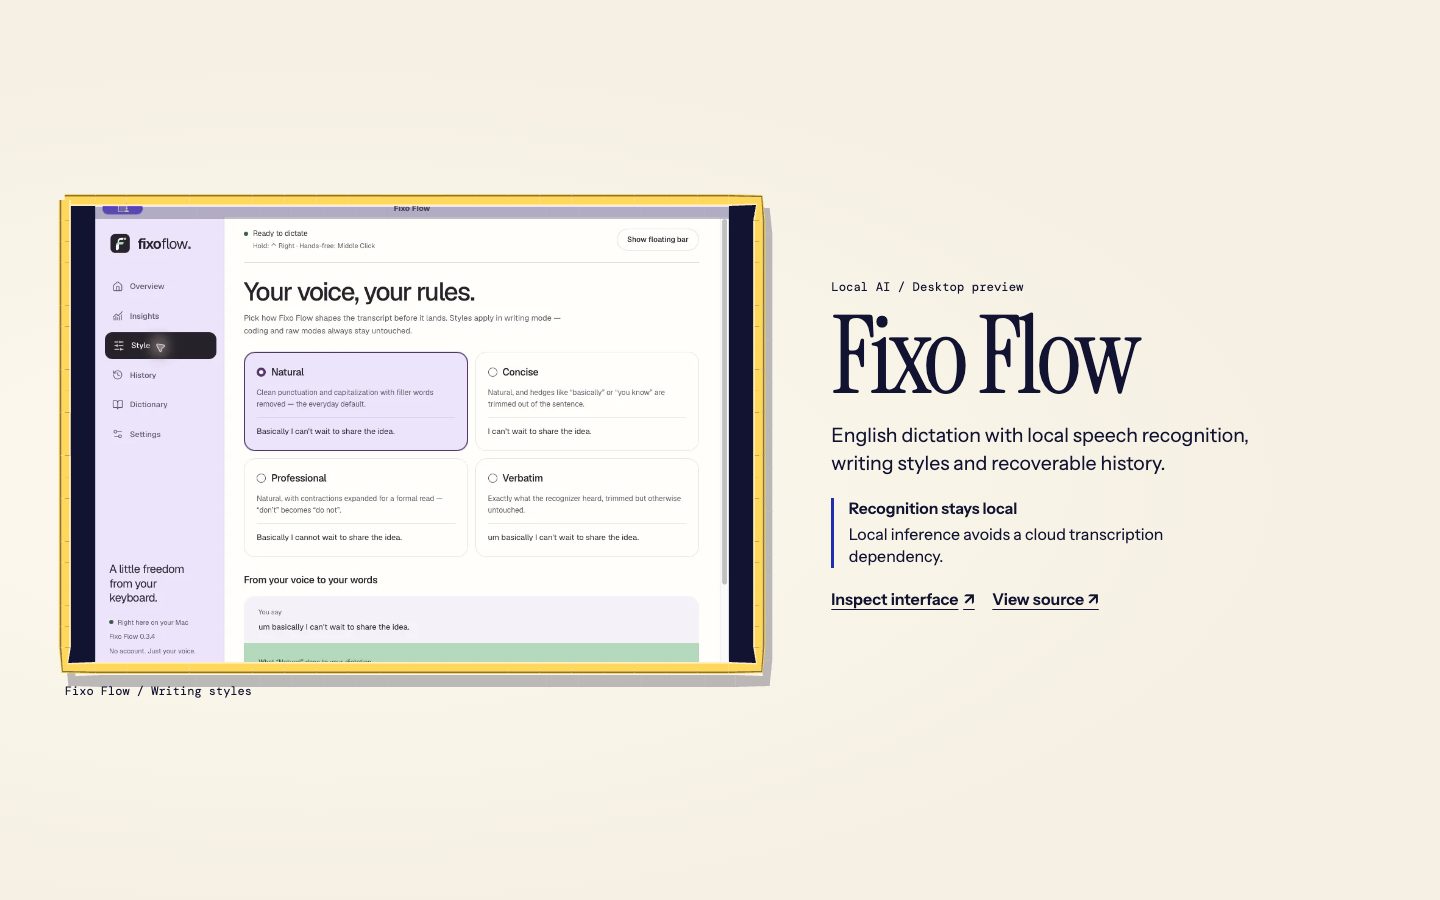 Fixo Flow
fixoflow.
Overview
Insights
Style
History
Dictionary
Settings
A little freedom
from your
keyboard.
Right here on your Mac
Fixo Flow 0.3.4
No account. Just your voice.
Ready to dictate
Hold: ^ Right · Hands-free: Middle Click
Show floating bar
Your voice, your rules.
Pick how Fixo Flow shapes the transcript before it lands. Styles apply in writing mode —
coding and raw modes always stay untouched.
Natural
Clean punctuation and capitalization with filler words
removed — the everyday default.
Basically I can't wait to share the idea.
Concise
Natural, and hedges like "basically" or "you know" are
trimmed out of the sentence.
I can't wait to share the idea.
Professional
Natural, with contractions expanded for a formal read —
"don't" becomes "do not".
Basically I cannot wait to share the idea.
Verbatim
Exactly what the recognizer heard, trimmed but otherwise
untouched.
um basically I can't wait to share the idea.
From your voice to your words
You say
um basically i can't wait to share the idea.
Fixo Flow / Writing styles
Local AI / Desktop preview
Fixo Flow
English dictation with local speech recognition,
writing styles and recoverable history.
Recognition stays local
Local inference avoids a cloud transcription
dependency.
Inspect interface ↗
View source ↗